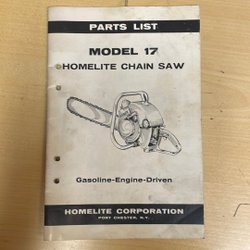 PARTS LIST
MODEL 17
HOMELITE CHAIN SAW
Gasoline-Engine-Driven
HOMELITE CORPORATION
PORT CHESTER, N.Y.